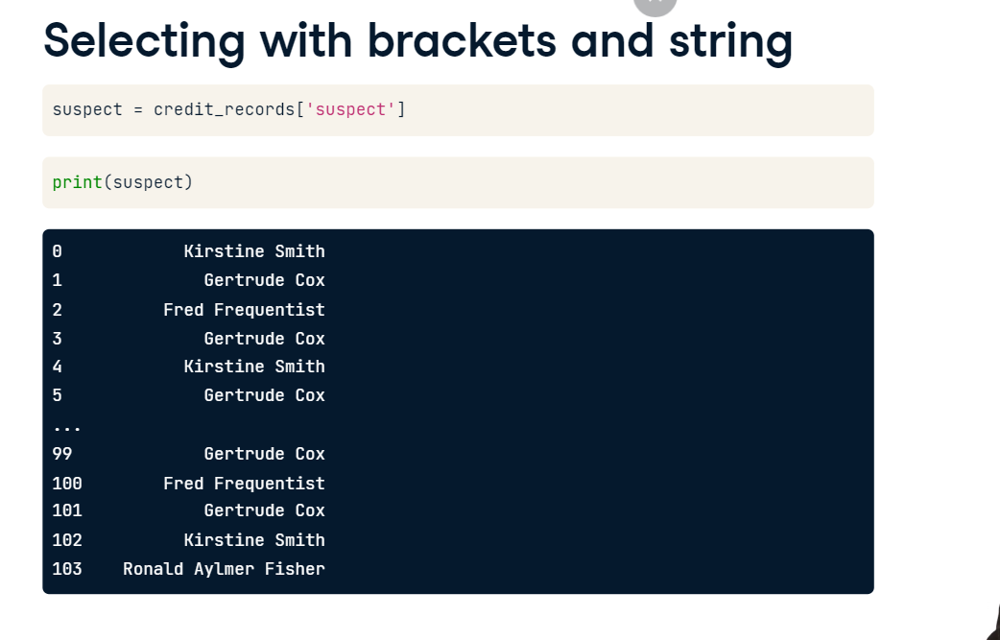 Selecting with brackets and string
suspect = credit_records['suspect']
print(suspect)
0            Kirstine Smith
1              Gertrude Cox
2          Fred Frequentist
3              Gertrude Cox
4            Kirstine Smith
5              Gertrude Cox
...
99             Gertrude Cox
100        Fred Frequentist
101            Gertrude Cox
102          Kirstine Smith
103    Ronald Aylmer Fisher